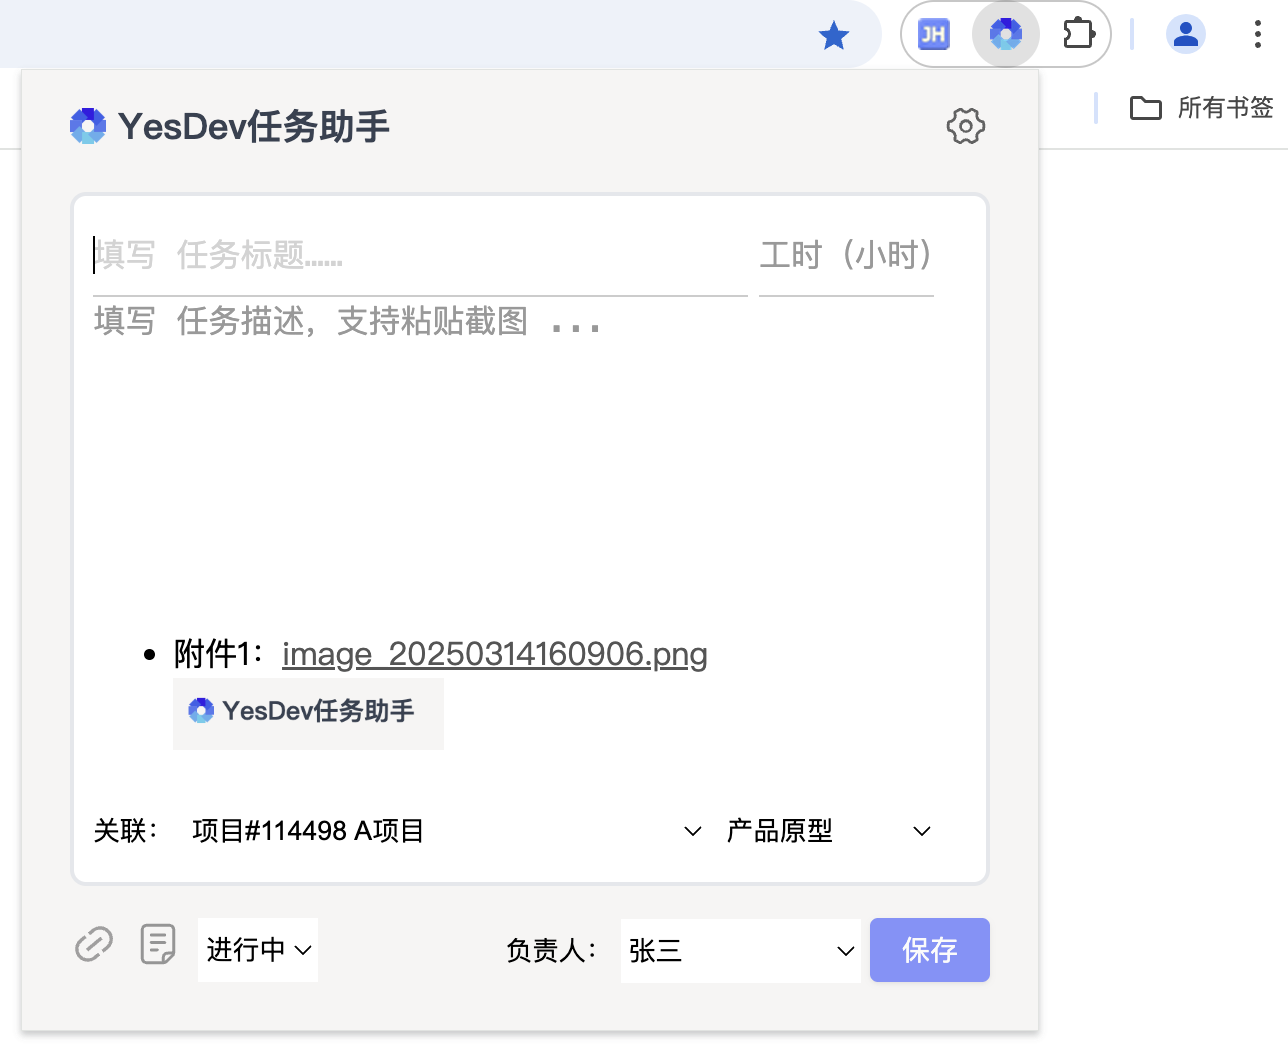 JH
所有书签
YesDev任务助手
填写 任务标题…… 工时（小时）
填写 任务描述，支持粘贴截图 ...
• 附件1： image_20250314160906.png
YesDev任务助手
关联： 项目#114498 A项目 产品原型
进行中 负责人： 张三 保存